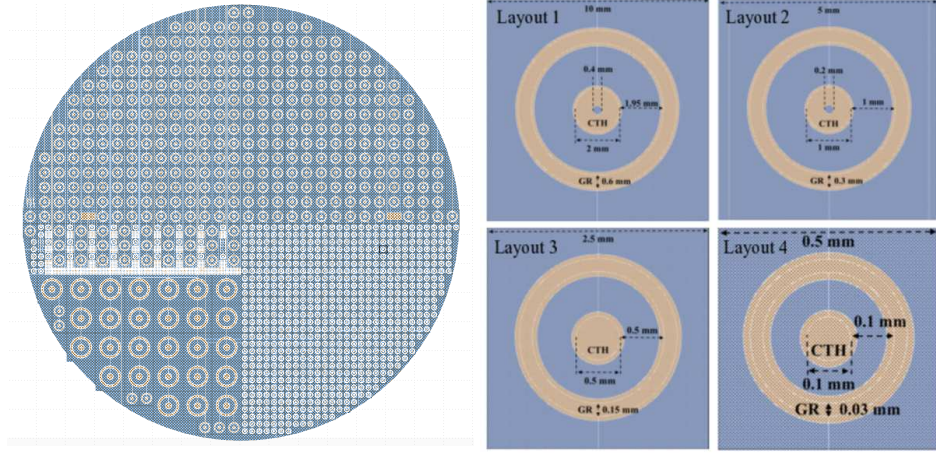 Layout 1
10 mm
0.4 mm
1.95 mm
CTH
2 mm
GR 0.6 mm
Layout 2
5 mm
0.2 mm
1 mm
CTH
1 mm
GR 0.3 mm
Layout 3
2.5 mm
0.5 mm
CTH
0.5 mm
GR 0.15 mm
Layout 4
0.5 mm
0.1 mm
CTH
0.1 mm
GR 0.03 mm